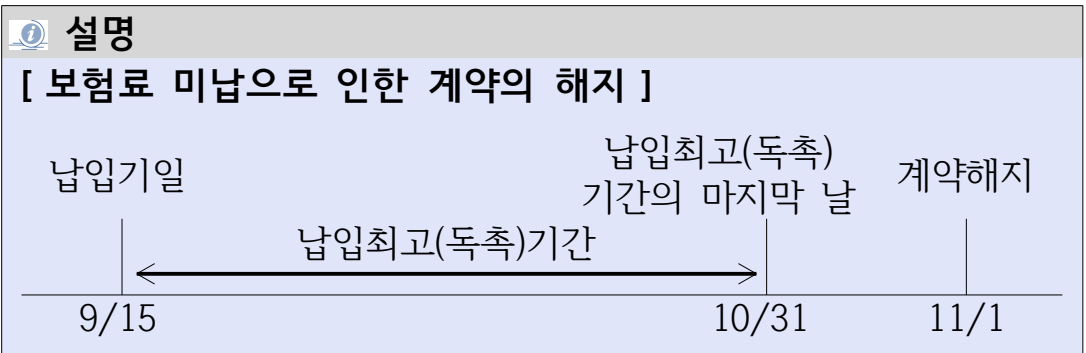 설명
[ 보험료 미납으로 인한 계약의 해지 ]
납입기일
납입최고(독촉)
기간의 마지막 날
계약해지
납입최고(독촉)기간
9/15
10/31
11/1